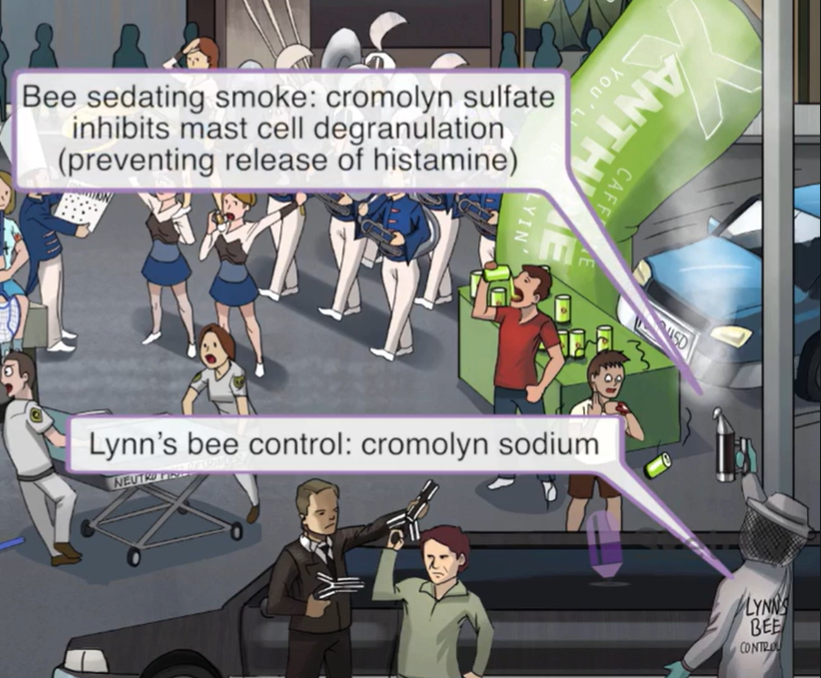 Bee sedating smoke: cromolyn sulfate
inhibits mast cell degranulation
(preventing release of histamine)
XANTHINE
CAFFEINE
Lynn's bee control: cromolyn sodium
LYNN'S
BEE
CONTROL